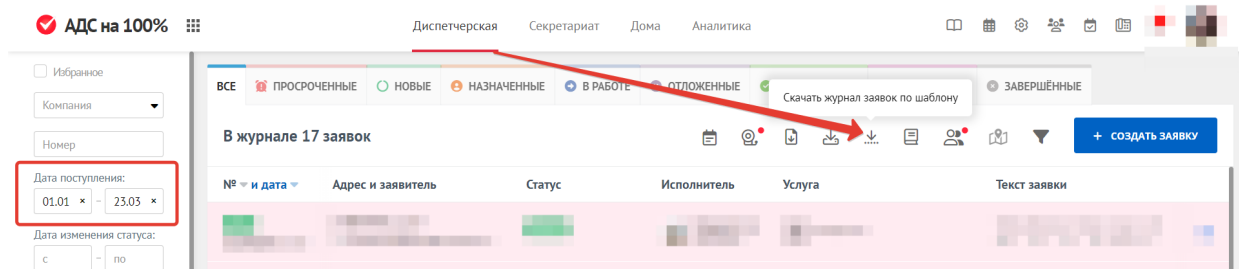 АДС на 100%
Диспетчерская Секретариат Дома Аналитика
Избранное
Компания
Номер
Дата поступления:
01.01 × – 23.03 ×
Дата изменения статуса:
с – по
ВСЕ ПРОСРОЧЕННЫЕ НОВЫЕ НАЗНАЧЕННЫЕ В РАБОТЕ ОТЛОЖЕННЫЕ ЗАВЕРШЁННЫЕ
Скачать журнал заявок по шаблону
В журнале 17 заявок
+ СОЗДАТЬ ЗАЯВКУ
№ и дата Адрес и заявитель Статус Исполнитель Услуга Текст заявки